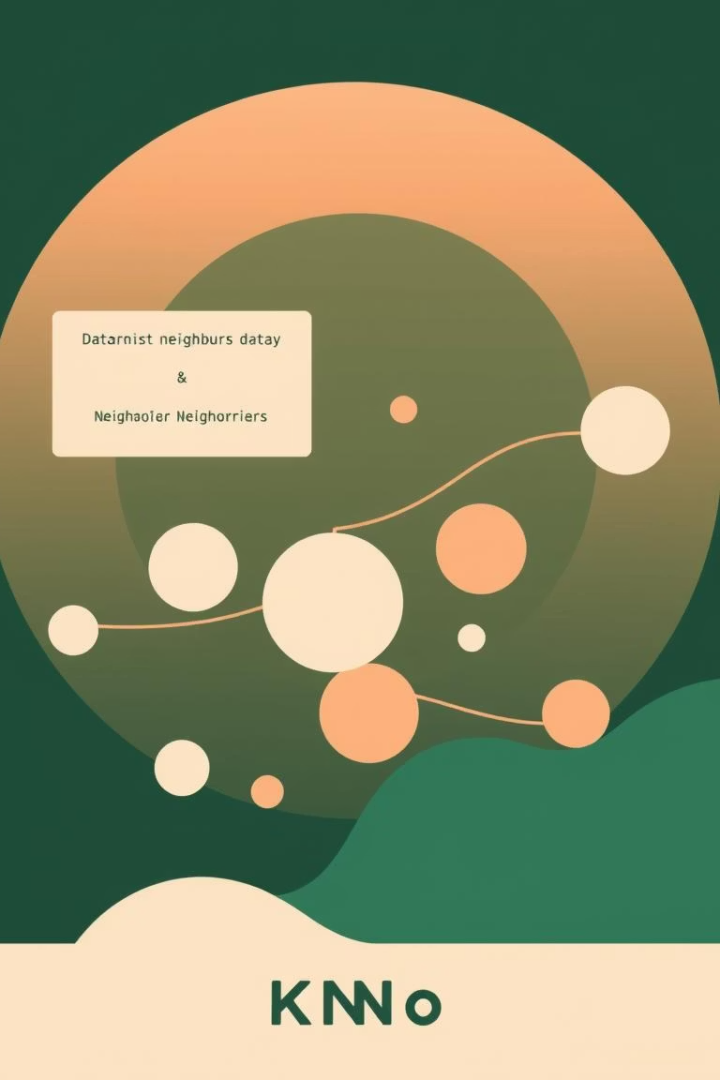 Datarnist neighburs datay
&
Neighaoler Neighorriers
KNNo